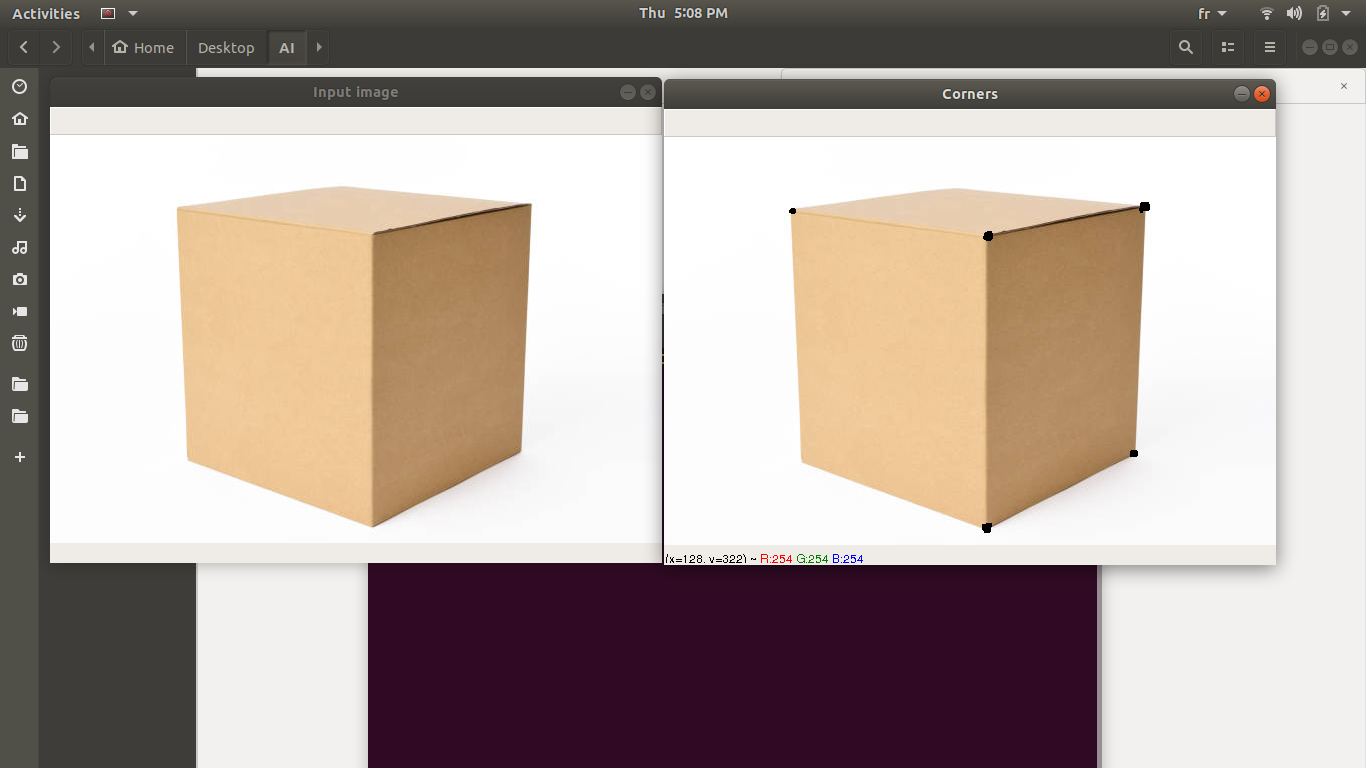 Activities
Thu 5:08 PM
fr
Home
Desktop
AI
Input image
Corners
(x=128, y=322) ~ R:254 G:254 B:254